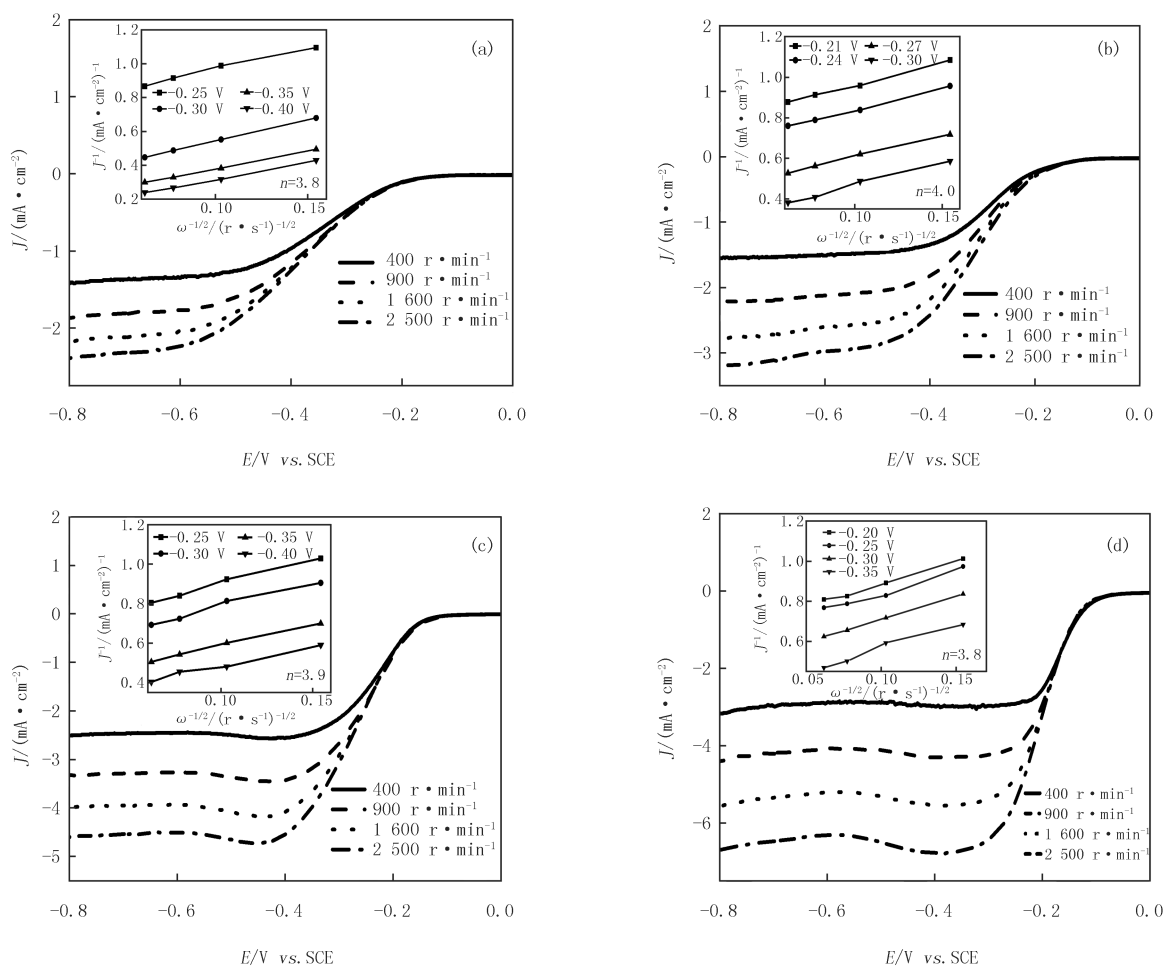 (a)
2
1
0
−1
−2
J/(mA•cm⁻²)
−0.8
−0.6
−0.4
−0.2
0.0
E/V vs.SCE
1.2
1.0
0.8
0.6
0.4
0.2
J⁻¹/(mA•cm⁻²)⁻¹
−0.25 V
−0.30 V
−0.35 V
−0.40 V
n=3.8
0.10
0.15
ω⁻¹/²/(r•s⁻¹)⁻¹/²
400 r•min⁻¹
900 r•min⁻¹
1 600 r•min⁻¹
2 500 r•min⁻¹
(b)
2
1
0
−1
−2
−3
J/(mA•cm⁻²)
−0.8
−0.6
−0.4
−0.2
0.0
E/V vs.SCE
1.2
1.0
0.8
0.6
0.4
J⁻¹/(mA•cm⁻²)⁻¹
−0.21 V
−0.27 V
−0.24 V
−0.30 V
n=4.0
0.10
0.15
ω⁻¹/²/(r•s⁻¹)⁻¹/²
400 r•min⁻¹
900 r•min⁻¹
1 600 r•min⁻¹
2 500 r•min⁻¹
(c)
2
1
0
−1
−2
−3
−4
−5
J/(mA•cm⁻²)
−0.8
−0.6
−0.4
−0.2
0.0
E/V vs.SCE
1.2
1.0
0.8
0.6
0.4
J⁻¹/(mA•cm⁻²)⁻¹
−0.25 V
−0.35 V
−0.30 V
−0.40 V
n=3.9
0.10
0.15
ω⁻¹/²/(r•s⁻¹)⁻¹/²
400 r•min⁻¹
900 r•min⁻¹
1 600 r•min⁻¹
2 500 r•min⁻¹
(d)
2
0
−2
−4
−6
J/(mA•cm⁻²)
−0.8
−0.6
−0.4
−0.2
0.0
E/V vs.SCE
1.2
1.0
0.8
0.6
J⁻¹/(mA•cm⁻²)⁻¹
−0.20 V
−0.25 V
−0.30 V
−0.35 V
n=3.8
0.05
0.10
0.15
ω⁻¹/²/(r•s⁻¹)⁻¹/²
400 r•min⁻¹
900 r•min⁻¹
1 600 r•min⁻¹
2 500 r•min⁻¹